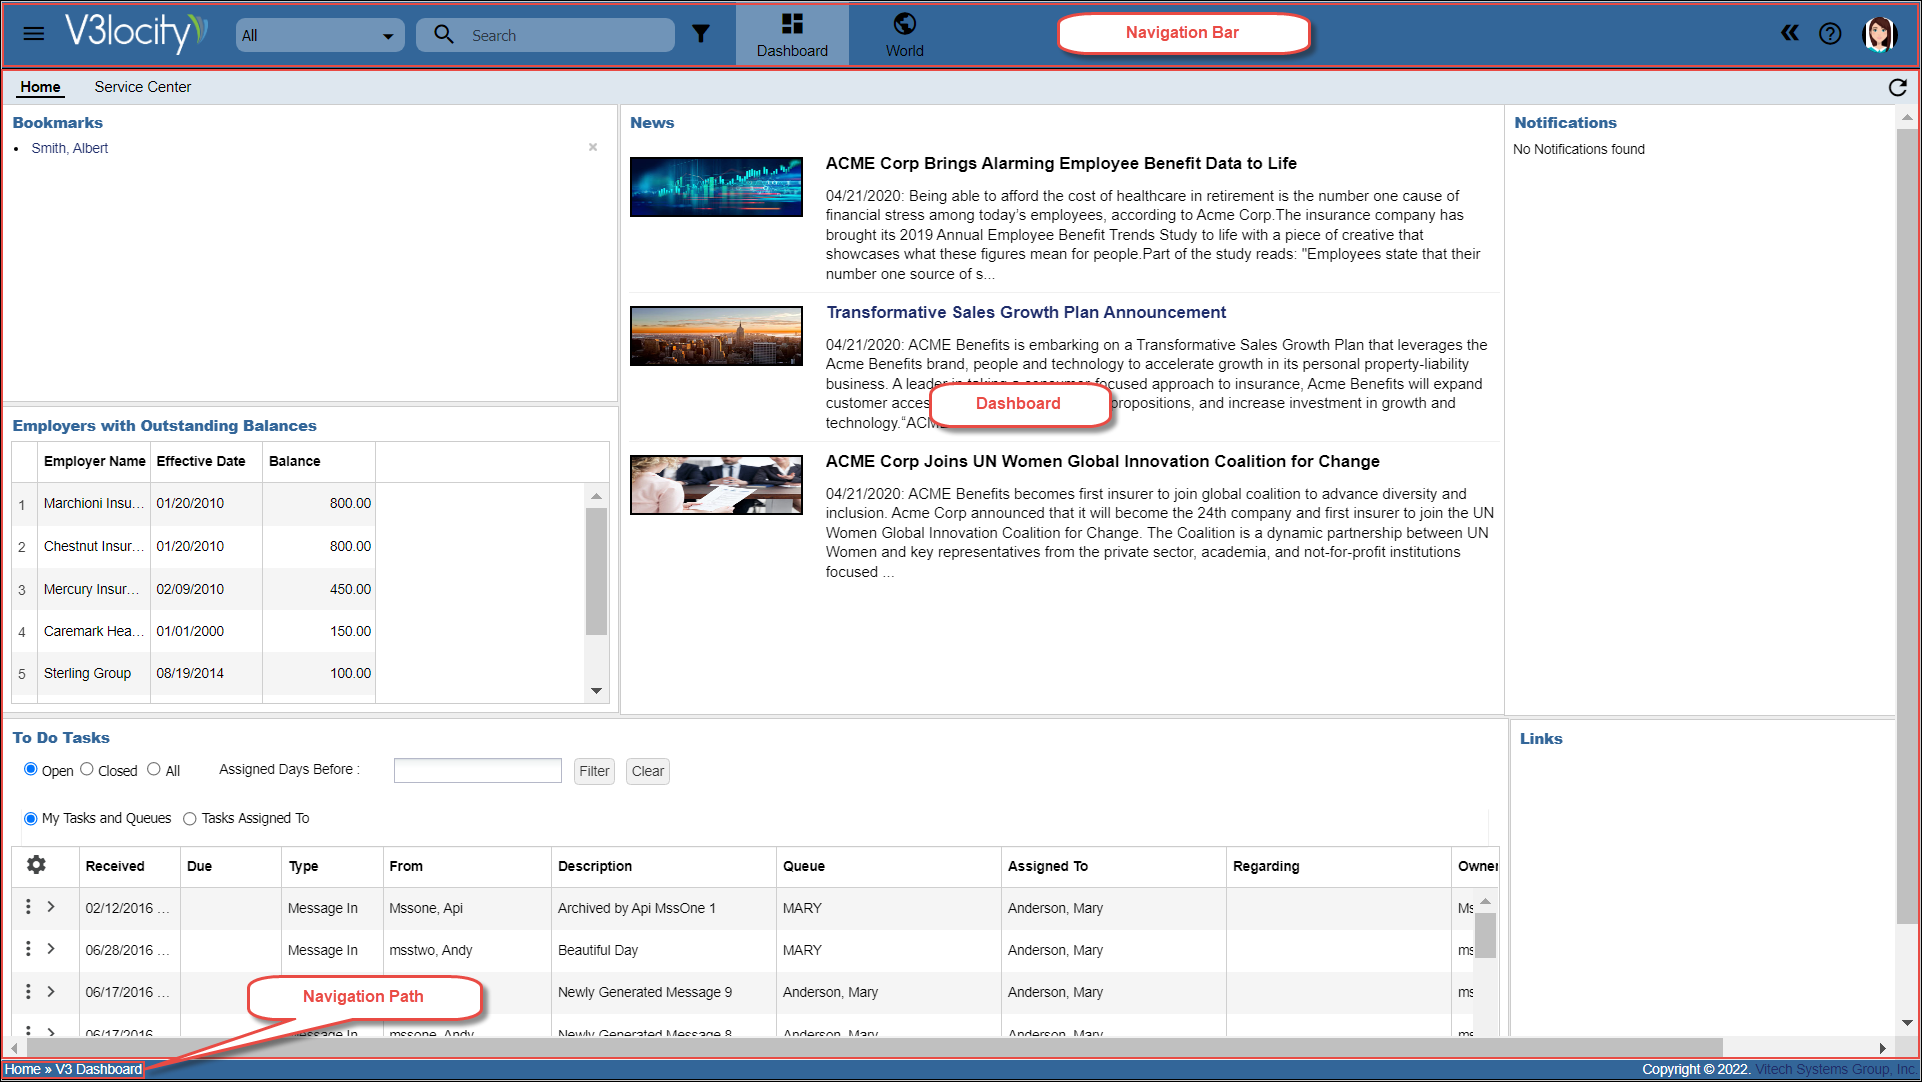 V3locity
All
Search
Dashboard
World
Navigation Bar
Home
Service Center
Bookmarks
Smith, Albert
Employers with Outstanding Balances
Employer Name Effective Date Balance
1 Marchioni Insu... 01/20/2010 800.00
2 Chestnut Insur... 01/20/2010 800.00
3 Mercury Insur... 02/09/2010 450.00
4 Caremark Hea... 01/01/2000 150.00
5 Sterling Group 08/19/2014 100.00
News
ACME Corp Brings Alarming Employee Benefit Data to Life
04/21/2020: Being able to afford the cost of healthcare in retirement is the number one cause of
financial stress among today’s employees, according to Acme Corp.The insurance company has
brought its 2019 Annual Employee Benefit Trends Study to life with a piece of creative that
showcases what these figures mean for people.Part of the study reads: "Employees state that their
number one source of s...
Transformative Sales Growth Plan Announcement
04/21/2020: ACME Benefits is embarking on a Transformative Sales Growth Plan that leverages the
Acme Benefits brand, people and technology to accelerate growth in its personal property-liability
business. A leader in taking a consumer focused approach to insurance, Acme Benefits will expand
customer acces ropositions, and increase investment in growth and
technology.“ACM
Dashboard
ACME Corp Joins UN Women Global Innovation Coalition for Change
04/21/2020: ACME Benefits becomes first insurer to join global coalition to advance diversity and
inclusion. Acme Corp announced that it will become the 24th company and first insurer to join the UN
Women Global Innovation Coalition for Change. The Coalition is a dynamic partnership between UN
Women and key representatives from the private sector, academia, and not-for-profit institutions
focused ...
Notifications
No Notifications found
To Do Tasks
Open Closed All Assigned Days Before : Filter Clear
My Tasks and Queues Tasks Assigned To
Received Due Type From Description Queue Assigned To Regarding Owner
02/12/2016 ... Message In Mssone, Api Archived by Api MssOne 1 MARY Anderson, Mary Ms
06/28/2016 ... Message In msstwo, Andy Beautiful Day MARY Anderson, Mary ms
06/17/2016 ... Newly Generated Message 9 Anderson, Mary Anderson, Mary ms
06/17/2016 Message In mssone, Andy Newly Generated Message 8 Anderson, Mary Anderson, Mary ms
Navigation Path
Links
Home » V3 Dashboard
Copyright © 2022. Vitech Systems Group, Inc.